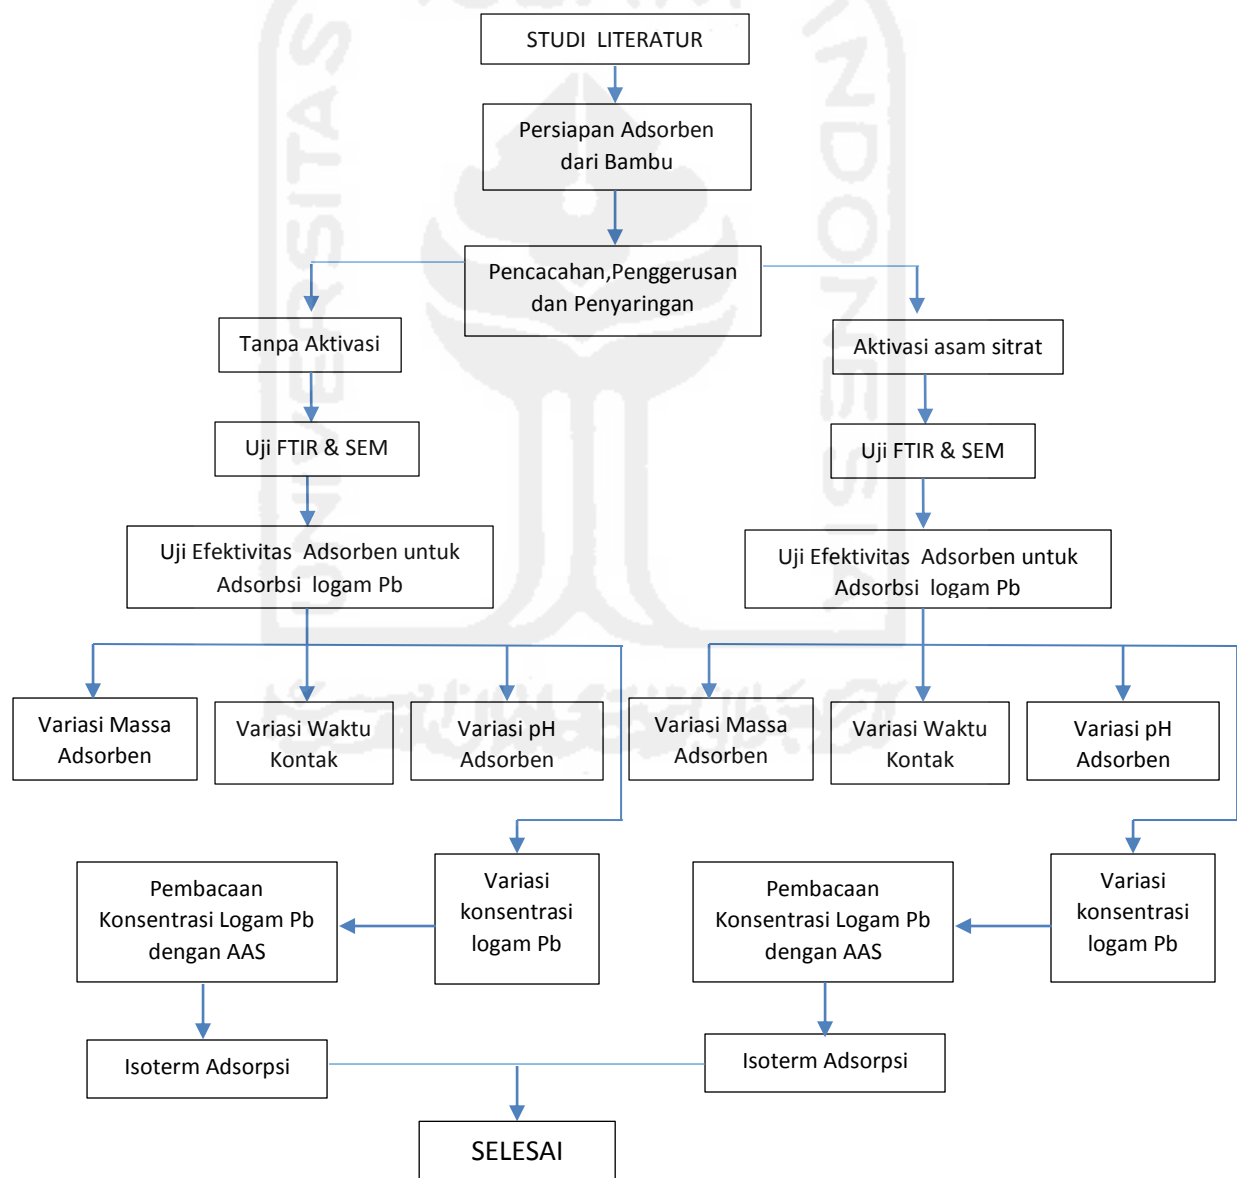 STUDI LITERATUR
Persiapan Adsorben
dari Bambu
Pencacahan,Penggerusan
dan Penyaringan
Tanpa Aktivasi
Aktivasi asam sitrat
Uji FTIR & SEM
Uji FTIR & SEM
Uji Efektivitas Adsorben untuk
Adsorbsi logam Pb
Uji Efektivitas Adsorben untuk
Adsorbsi logam Pb
Variasi Massa
Adsorben
Variasi Waktu
Kontak
Variasi pH
Adsorben
Variasi Massa
Adsorben
Variasi Waktu
Kontak
Variasi pH
Adsorben
Pembacaan
Konsentrasi Logam Pb
dengan AAS
Variasi
konsentrasi
logam Pb
Pembacaan
Konsentrasi Logam Pb
dengan AAS
Variasi
konsentrasi
logam Pb
Isoterm Adsorpsi
Isoterm Adsorpsi
SELESAI
UNIVERSITAS
INDONESIA